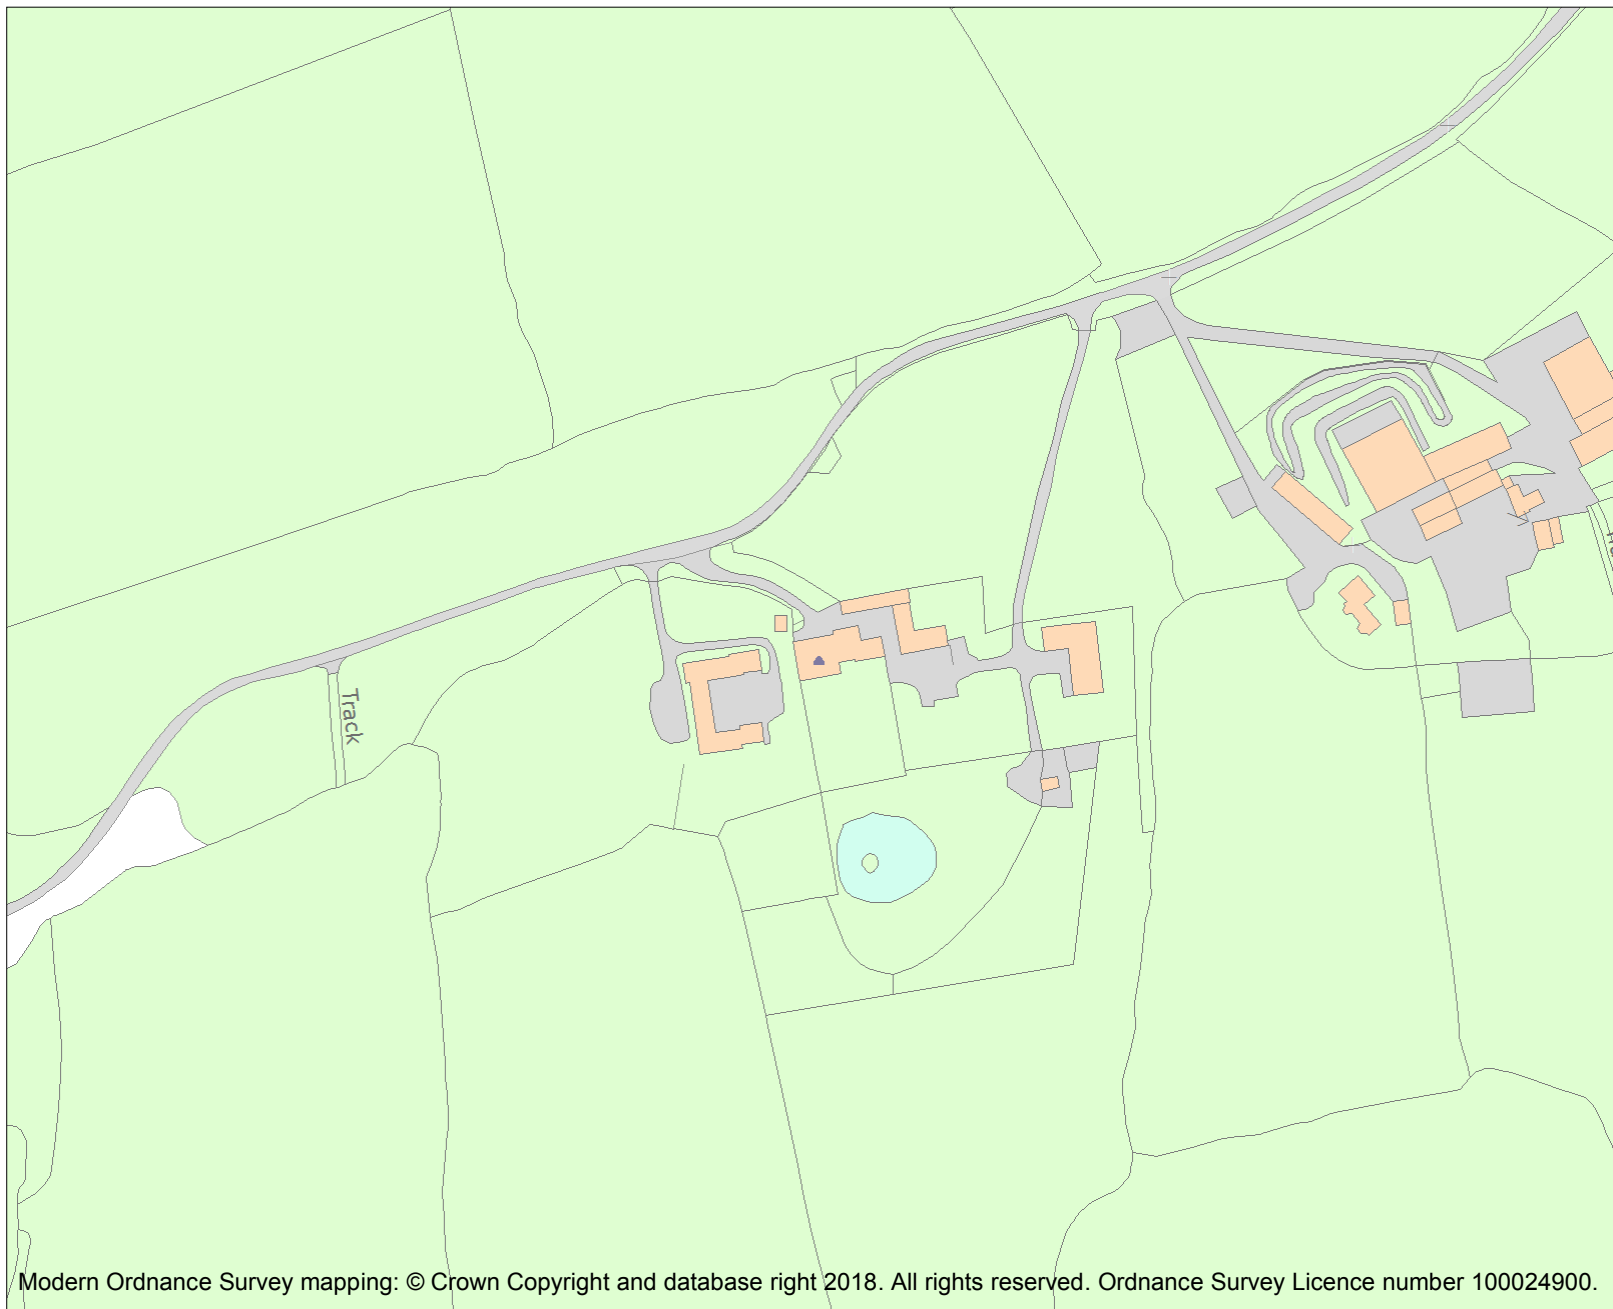 Track
Modern Ordnance Survey mapping: © Crown Copyright and database right 2018. All rights reserved. Ordnance Survey Licence number 100024900.